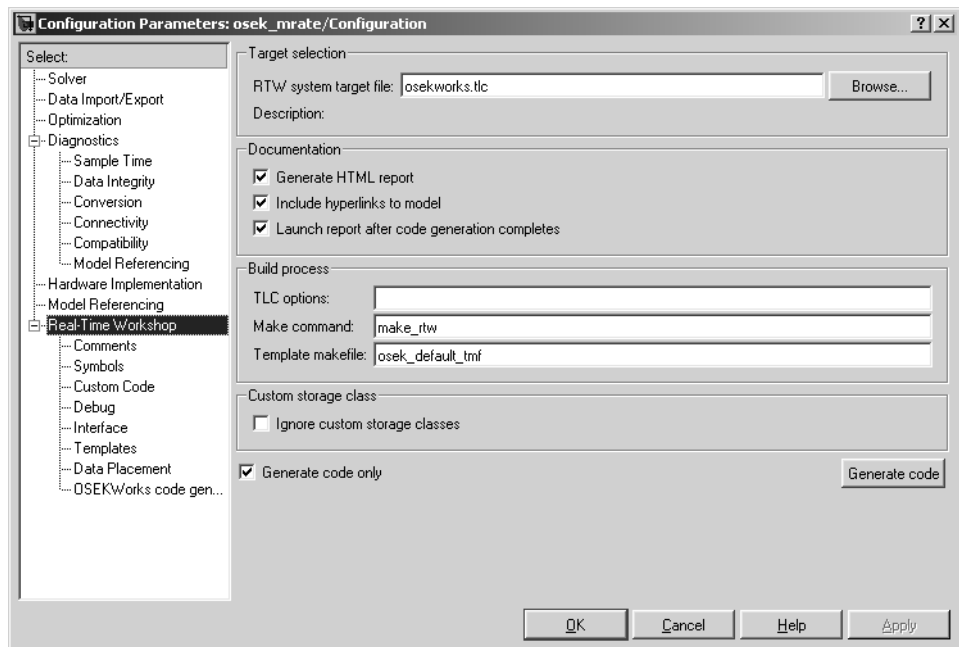 Configuration Parameters: osek_mrate/Configuration
Select:
Solver
Data Import/Export
Optimization
Diagnostics
Sample Time
Data Integrity
Conversion
Connectivity
Compatibility
Model Referencing
Hardware Implementation
Model Referencing
Real-Time Workshop
Comments
Symbols
Custom Code
Debug
Interface
Templates
Data Placement
OSEKWorks code gen...
Target selection
RTW system target file: osekworks.tlc Browse...
Description:
Documentation
Generate HTML report
Include hyperlinks to model
Launch report after code generation completes
Build process
TLC options:
Make command: make_rtw
Template makefile: osek_default_tmf
Custom storage class
Ignore custom storage classes
Generate code only Generate code
OK Cancel Help Apply